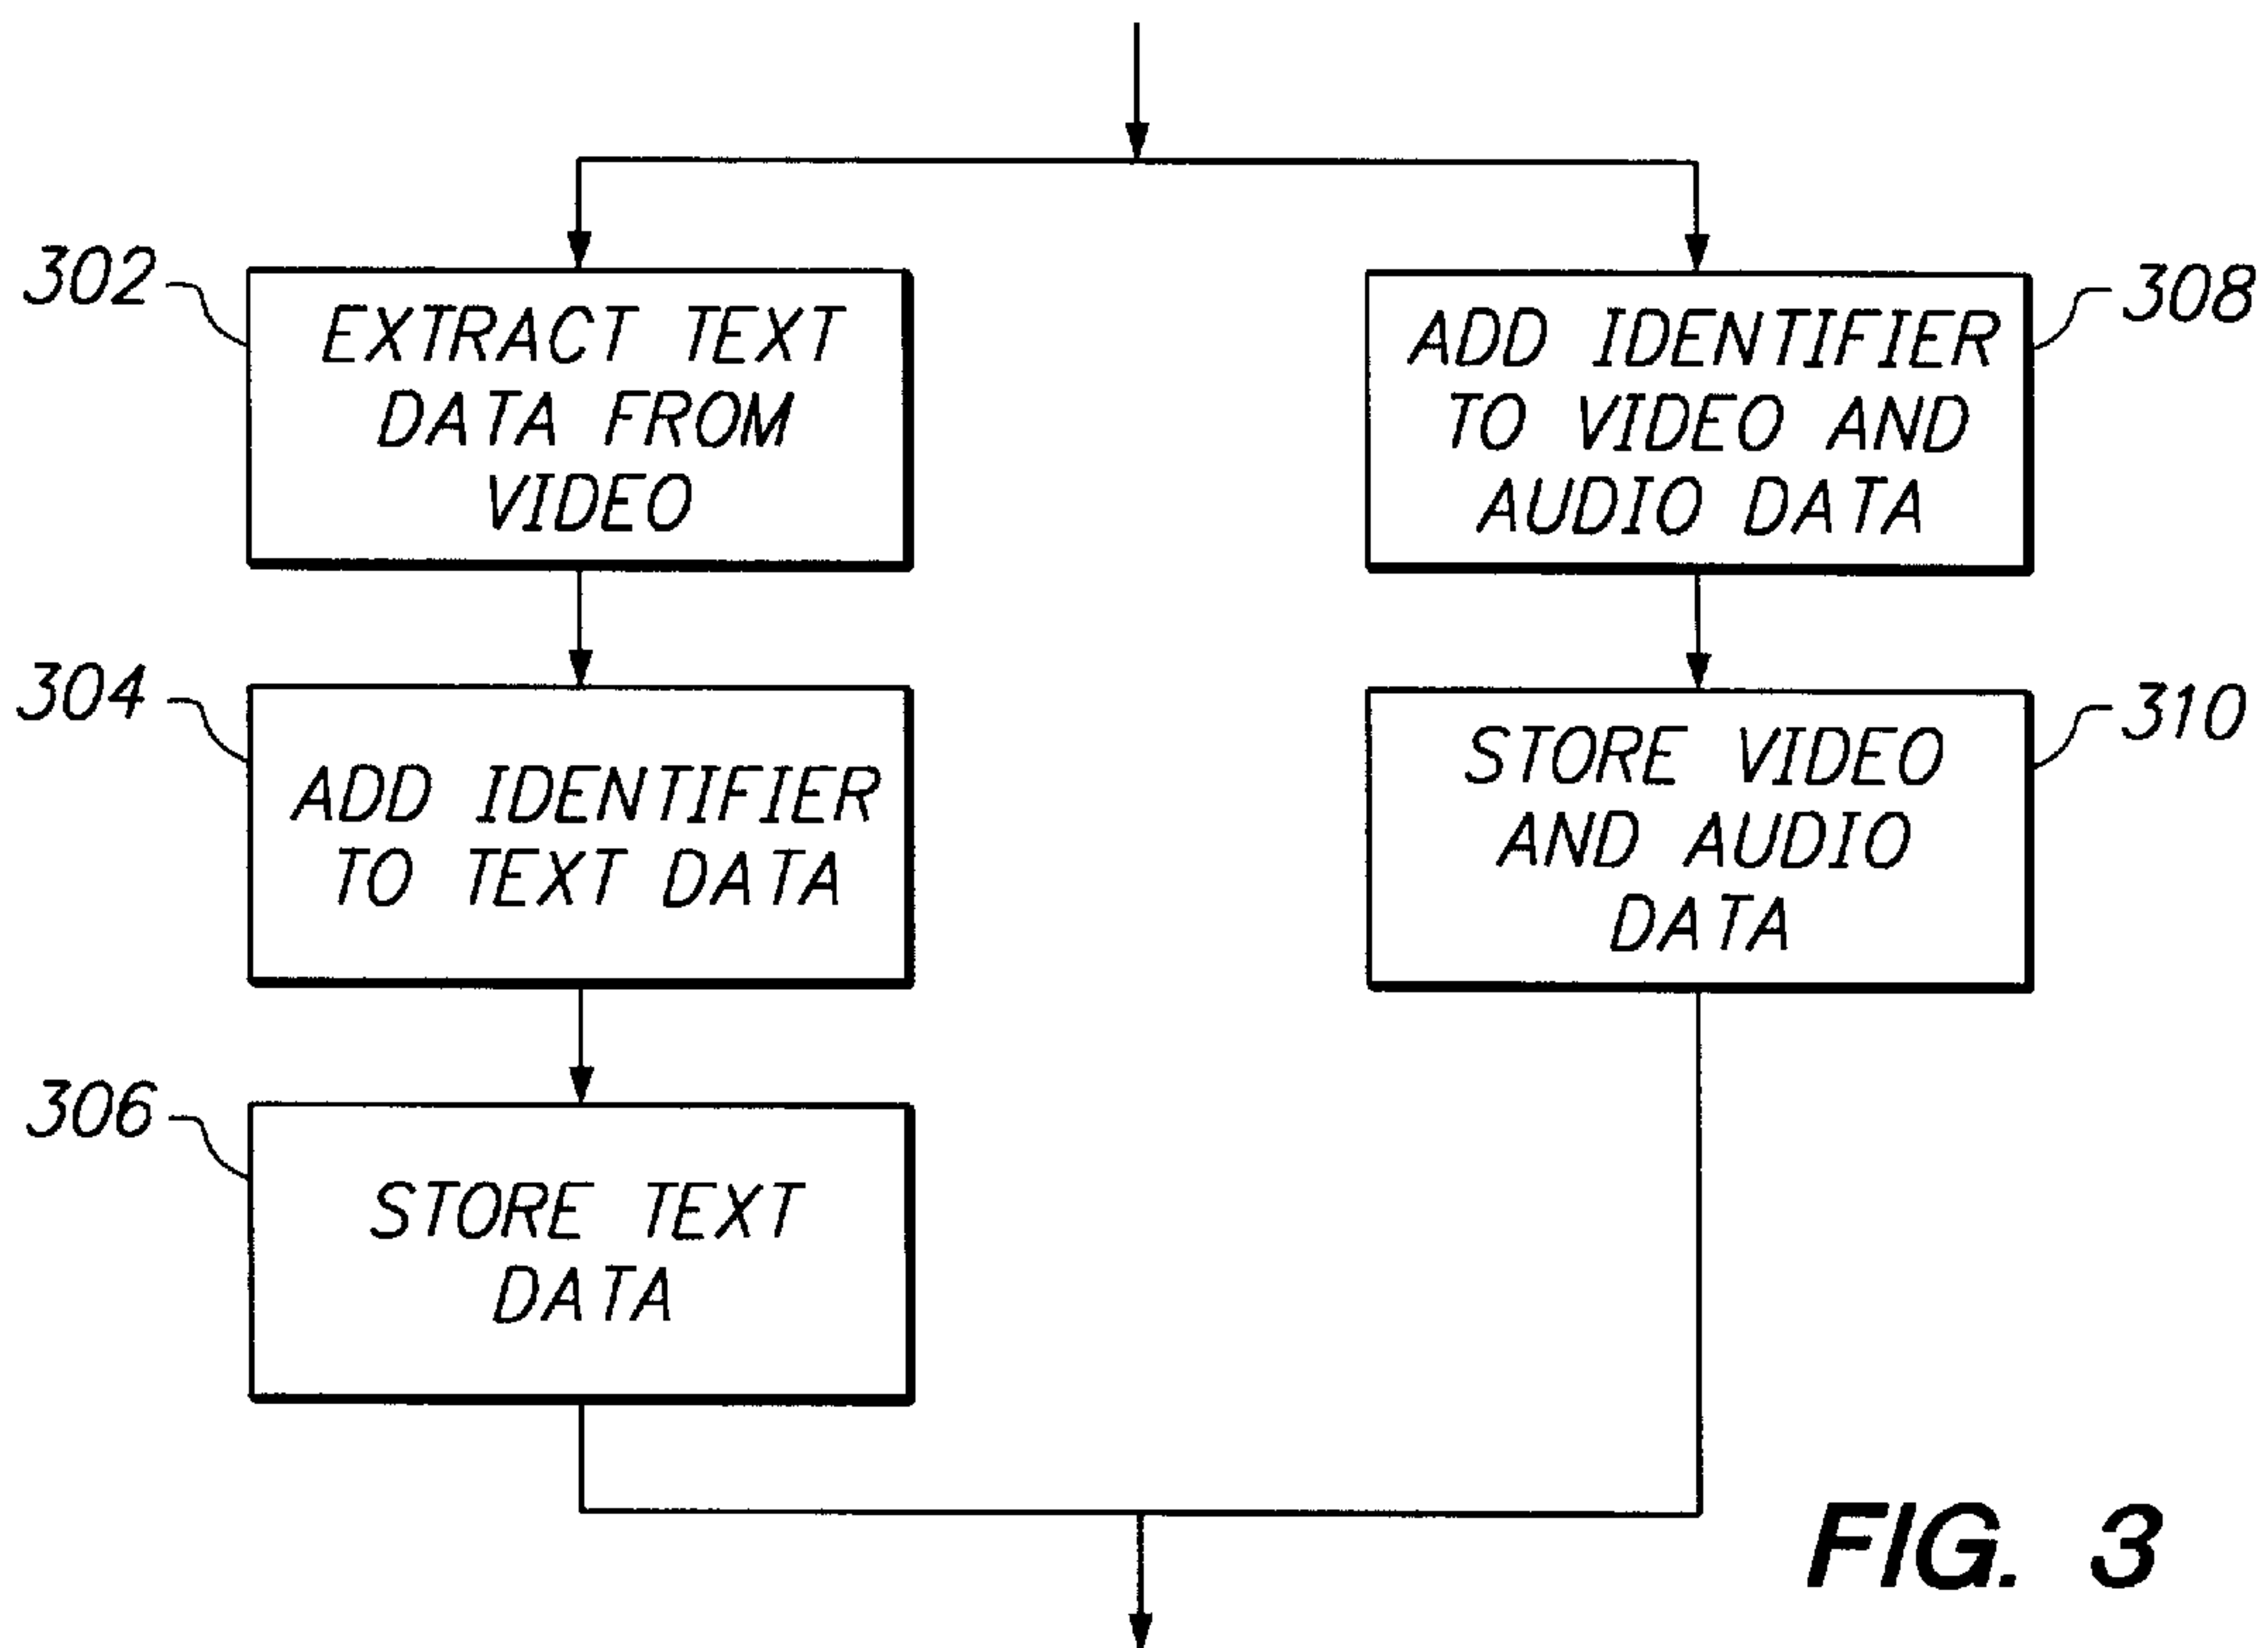 302
EXTRACT TEXT
DATA FROM
VIDEO
304
ADD IDENTIFIER
TO TEXT DATA
306
STORE TEXT
DATA
308
ADD IDENTIFIER
TO VIDEO AND
AUDIO DATA
310
STORE VIDEO
AND AUDIO
DATA
FIG. 3